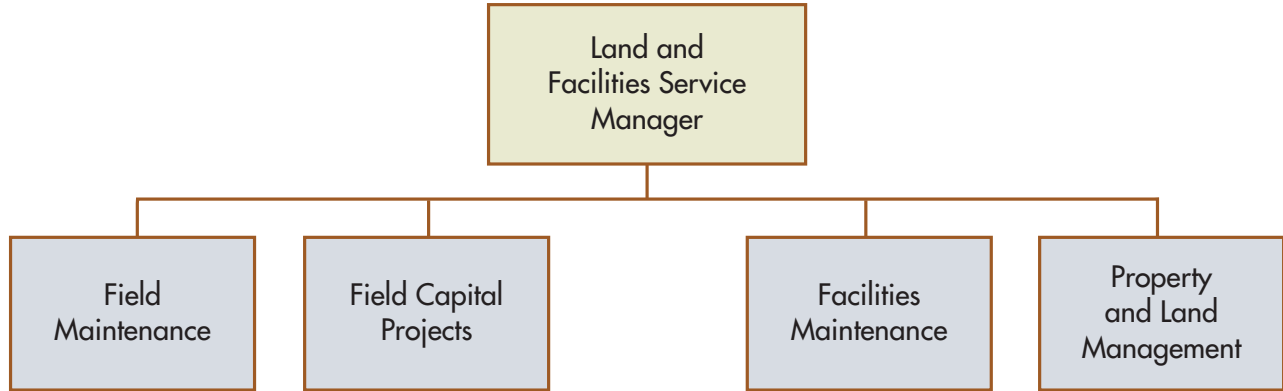 Land and
Facilities Service
Manager
Field
Maintenance
Field Capital
Projects
Facilities
Maintenance
Property
and Land
Management